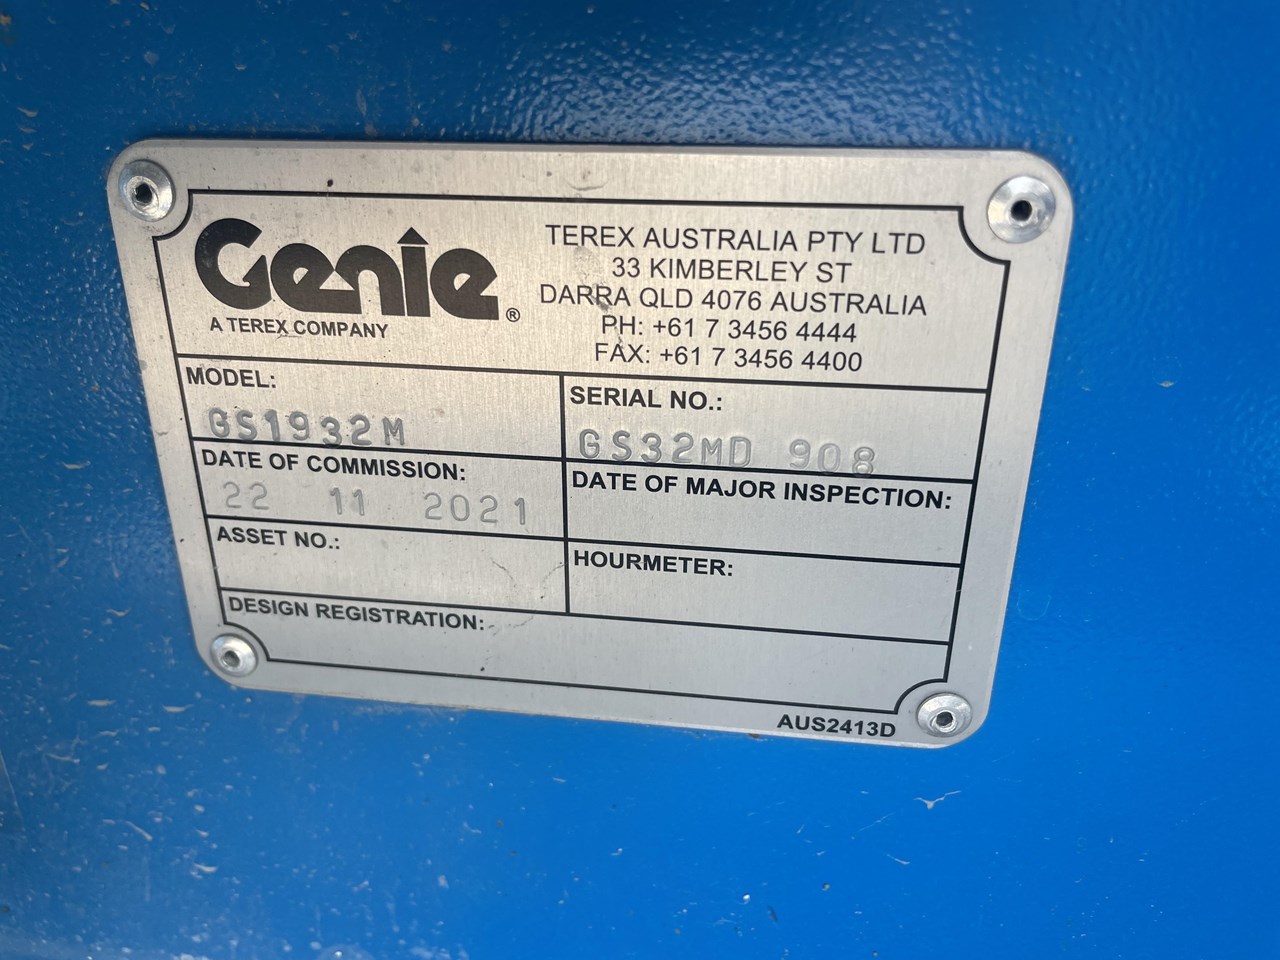 Genie®
A TEREX COMPANY
TEREX AUSTRALIA PTY LTD
33 KIMBERLEY ST
DARRA QLD 4076 AUSTRALIA
PH: +61 7 3456 4444
FAX: +61 7 3456 4400
MODEL:
GS1932M
SERIAL NO.:
GS32MD 908
DATE OF COMMISSION:
22 11 2021
DATE OF MAJOR INSPECTION:
ASSET NO.:
HOURMETER:
DESIGN REGISTRATION:
AUS2413D